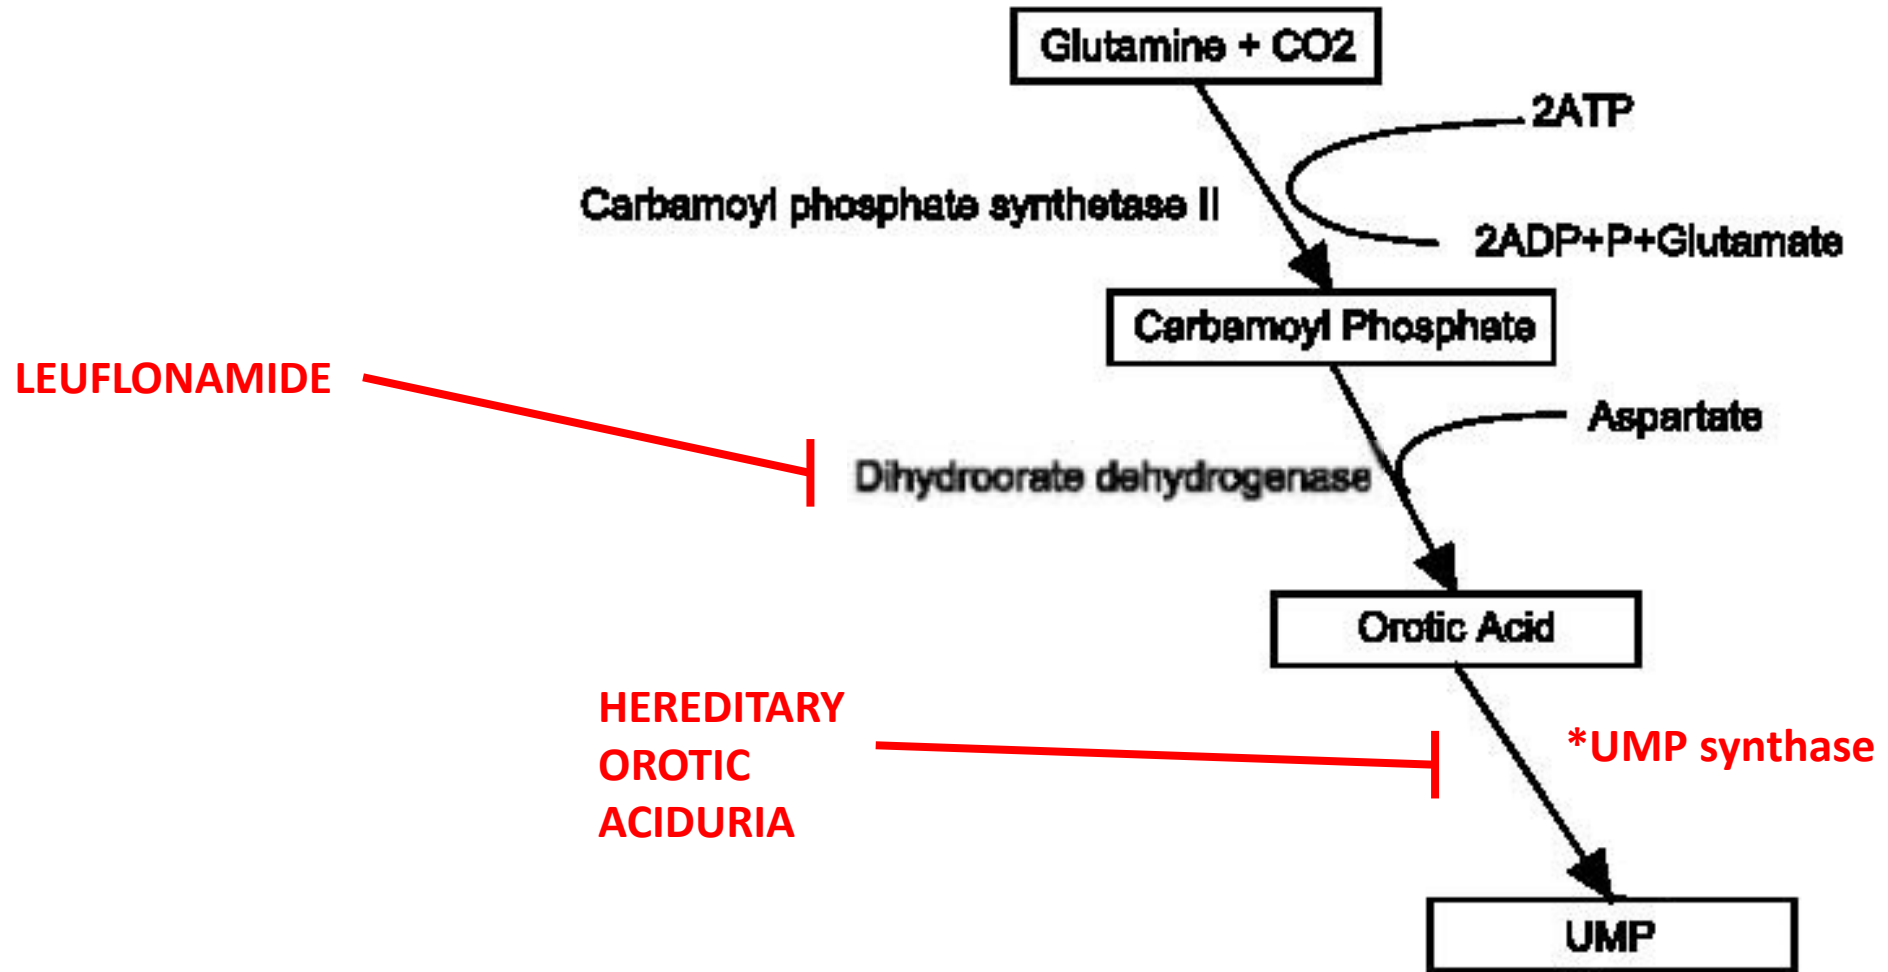 Glutamine + CO2
2ATP
Carbamoyl phosphate synthetase II
2ADP+P+Glutamate
Carbamoyl Phosphate
LEUFLONAMIDE
Aspartate
Dihydroorate dehydrogenase
Orotic Acid
HEREDITARY
OROTIC
ACIDURIA
*UMP synthase
UMP